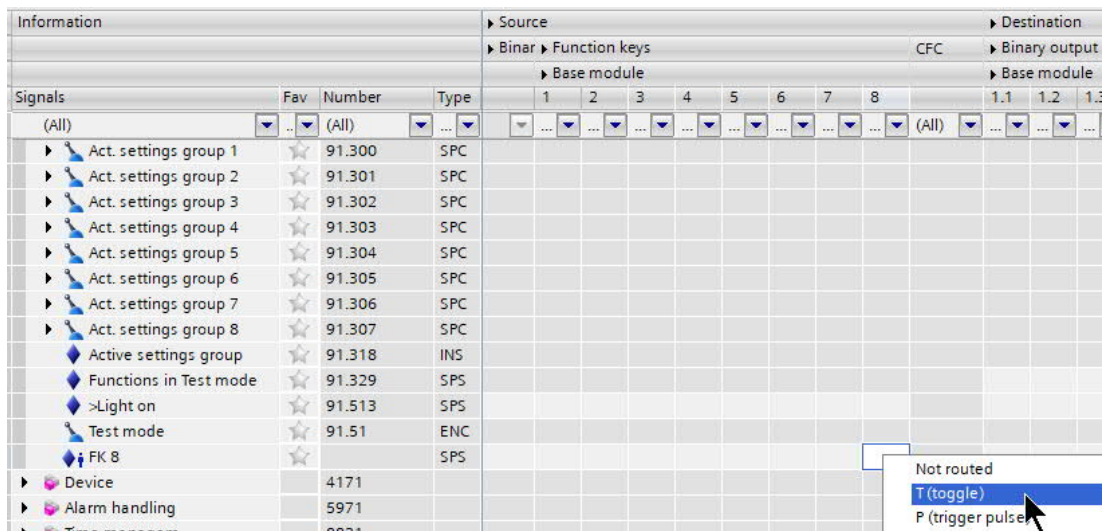 Information Source Destination
Binar Function keys CFC Binary output
Base module Base module
Signals Fav Number Type 1 2 3 4 5 6 7 8 1.1 1.2 1.3
(All) .. (All) ... ... ... ... ... ... ... ... ... (All) ... ... ...
Act. settings group 1 91.300 SPC
Act. settings group 2 91.301 SPC
Act. settings group 3 91.302 SPC
Act. settings group 4 91.303 SPC
Act. settings group 5 91.304 SPC
Act. settings group 6 91.305 SPC
Act. settings group 7 91.306 SPC
Act. settings group 8 91.307 SPC
Active settings group 91.318 INS
Functions in Test mode 91.329 SPS
>Light on 91.513 SPS
Test mode 91.51 ENC
FK 8 SPS
Not routed
Device 4171
T (toggle)
Alarm handling 5971
P (trigger pulse)